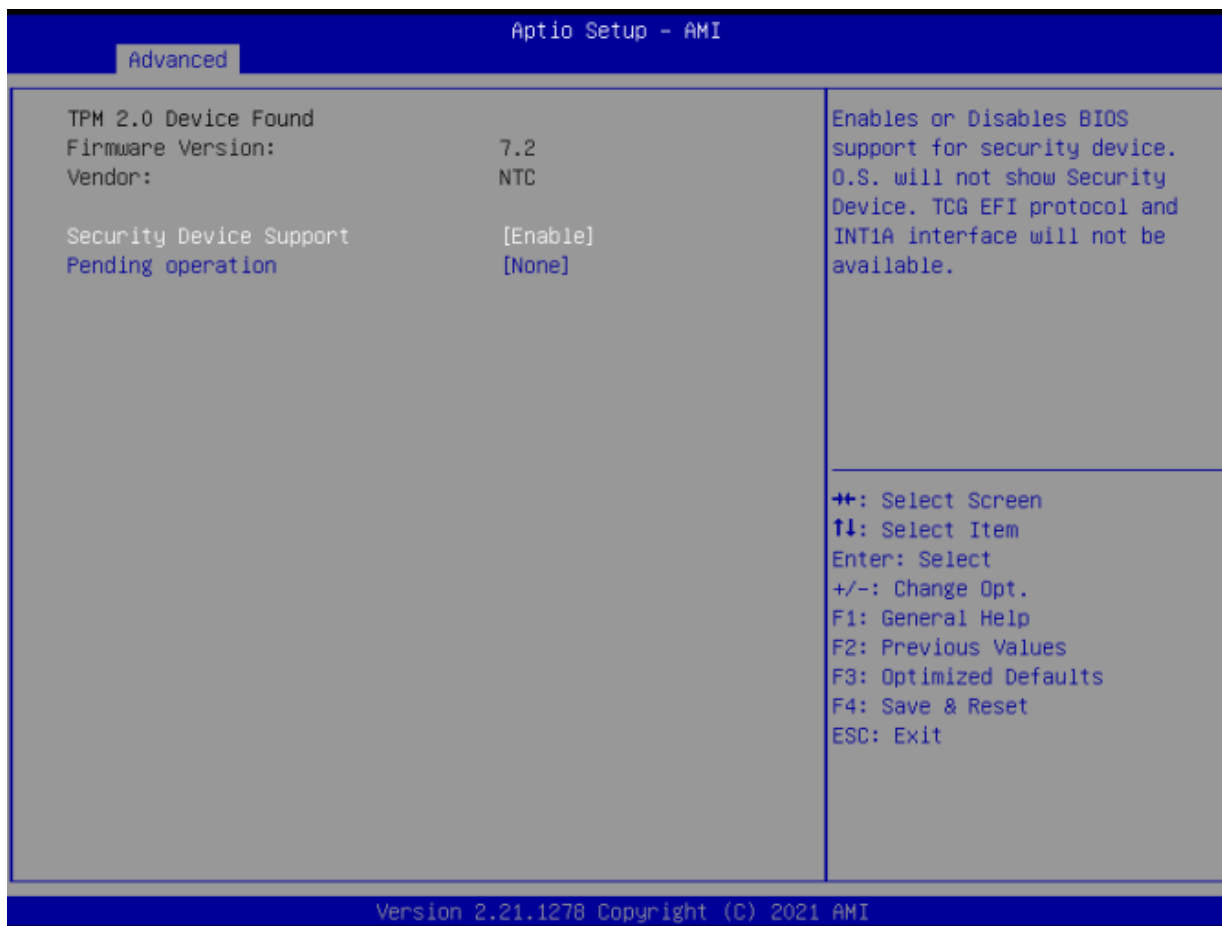 Aptio Setup – AMI
Advanced
TPM 2.0 Device Found
Firmware Version: 7.2
Vendor: NTC
Security Device Support [Enable]
Pending operation [None]
Enables or Disables BIOS
support for security device.
O.S. will not show Security
Device. TCG EFI protocol and
INT1A interface will not be
available.
→←: Select Screen
↑↓: Select Item
Enter: Select
+/-: Change Opt.
F1: General Help
F2: Previous Values
F3: Optimized Defaults
F4: Save & Reset
ESC: Exit
Version 2.21.1278 Copyright (C) 2021 AMI